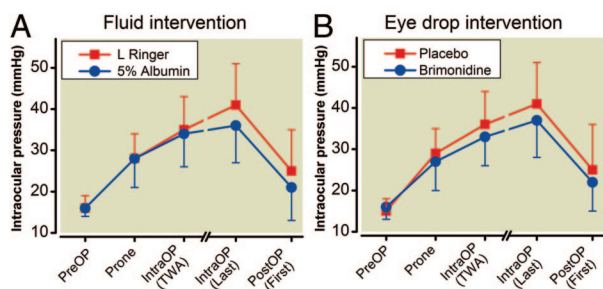 A Fluid intervention
Intraocular pressure (mmHg)
50
40
30
20
10
L Ringer
5% Albumin
PreOP
Prone
IntraOP
(TWA)
IntraOP
(Last)
PostOP
(First)
B Eye drop intervention
Intraocular pressure (mmHg)
50
40
30
20
10
Placebo
Brimonidine
PreOP
Prone
IntraOP
(TWA)
IntraOP
(Last)
PostOP
(First)